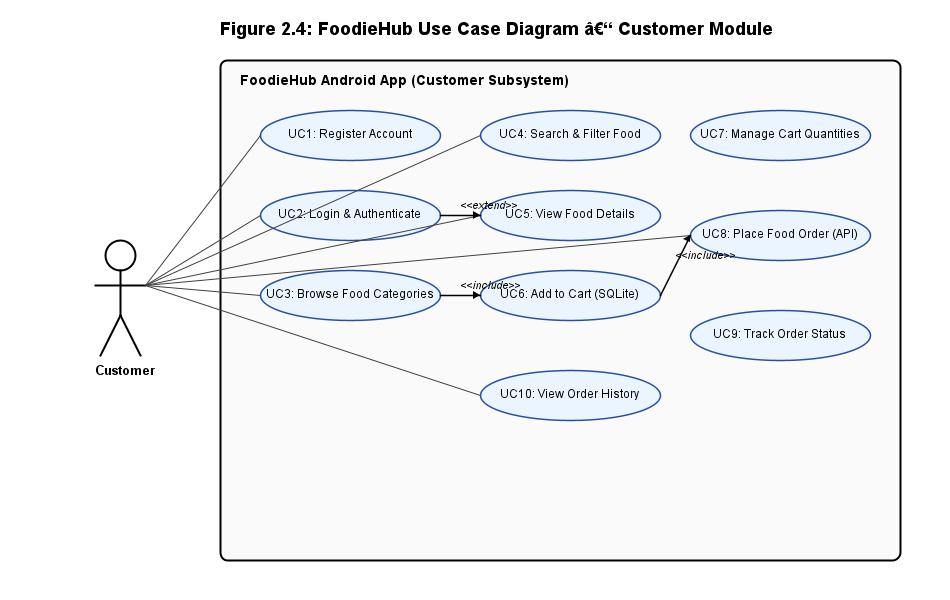 Figure 2.4: FoodieHub Use Case Diagram â€“ Customer Module
FoodieHub Android App (Customer Subsystem)
UC1: Register Account
UC4: Search & Filter Food
UC7: Manage Cart Quantities
UC2: Login & Authenticate
<<extend>>
UC5: View Food Details
UC8: Place Food Order (API)
<<include>>
UC3: Browse Food Categories
<<include>>
UC6: Add to Cart (SQLite)
UC9: Track Order Status
Customer
UC10: View Order History